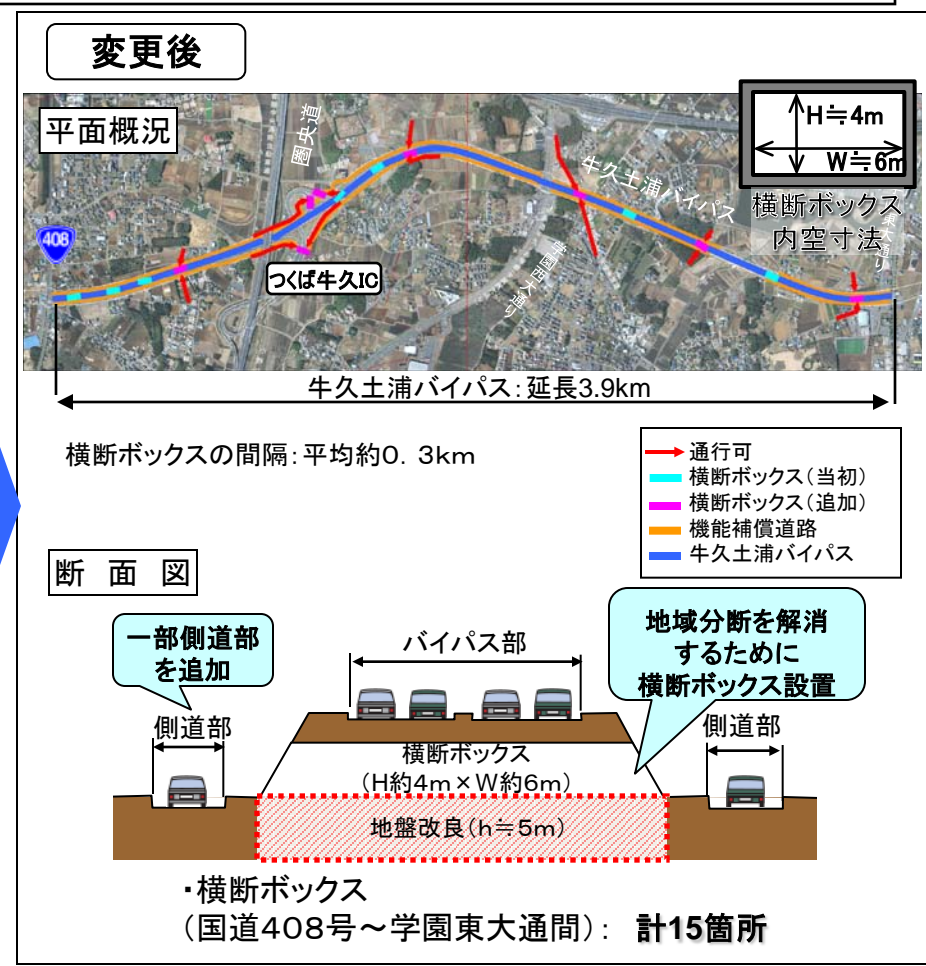 変更後
平面概況
圏央道
牛久土浦バイパス
学園西大通り
東大通り
408
つくば牛久IC
H≒4m
W≒6m
横断ボックス
内空寸法
牛久土浦バイパス：延長3.9km
横断ボックスの間隔：平均約0．3km
通行可
横断ボックス（当初）
横断ボックス（追加）
機能補償道路
牛久土浦バイパス
断 面 図
一部側道部
を追加
バイパス部
地域分断を解消
するために
横断ボックス設置
側道部
側道部
横断ボックス
（H約4m×W約6m）
地盤改良（h≒5m）
・横断ボックス
（国道408号～学園東大通間）： 計15箇所